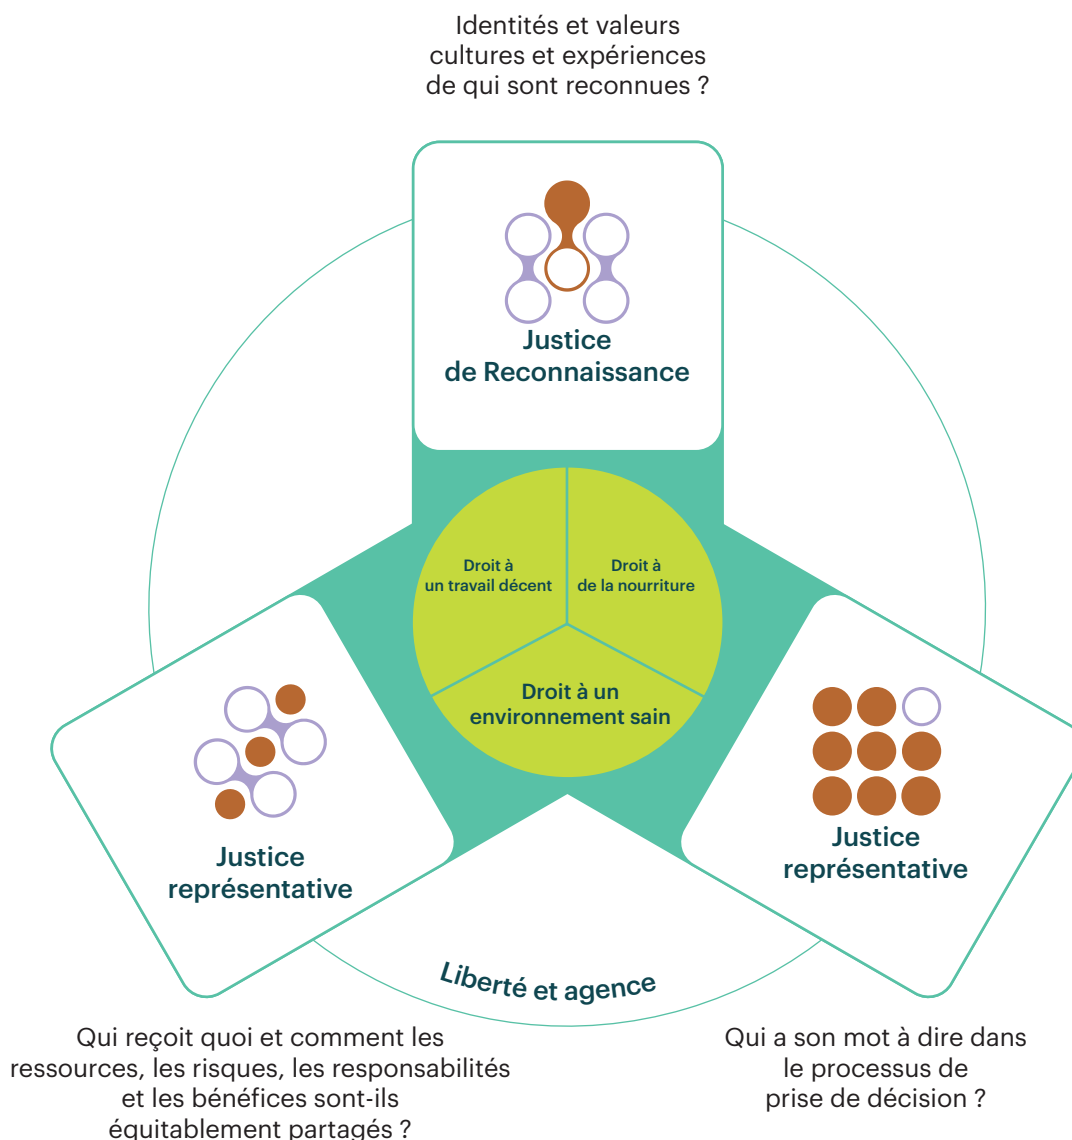 Identités et valeurs
cultures et expériences
de qui sont reconnues ?
Justice
de Reconnaissance
Droit à
un travail décent
Droit à
de la nourriture
Droit à un
environnement sain
Justice
représentative
Justice
représentative
Liberté et agence
Qui reçoit quoi et comment les
ressources, les risques, les responsabilités
et les bénéfices sont-ils
équitablement partagés ?
Qui a son mot à dire dans
le processus de
prise de décision ?